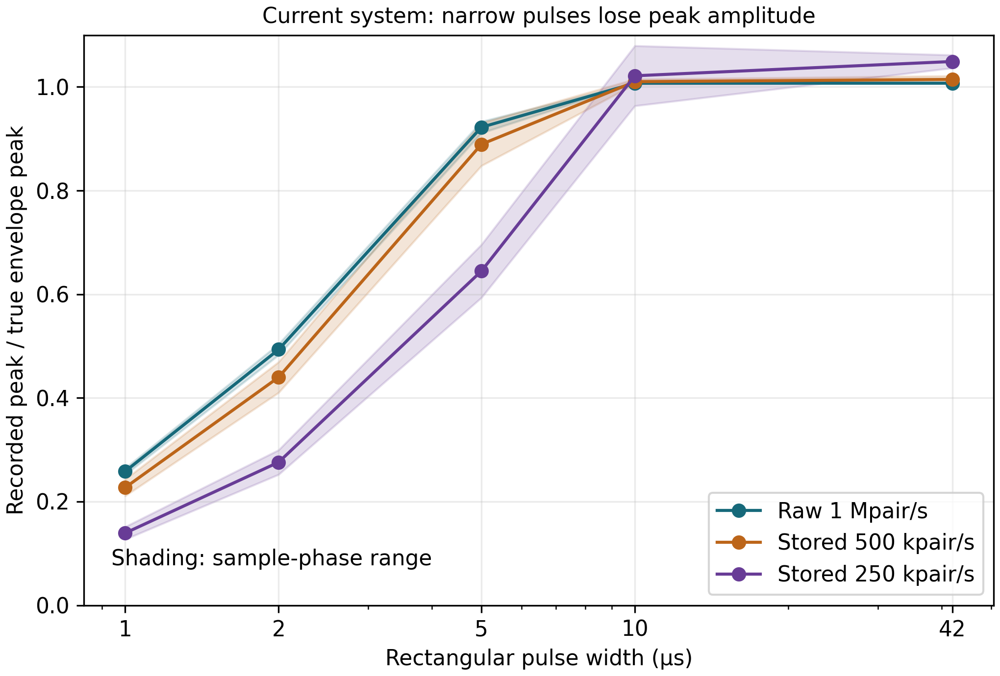 Current system: narrow pulses lose peak amplitude
Recorded peak / true envelope peak
1.0
0.8
0.6
0.4
0.2
0.0
Shading: sample-phase range
Raw 1 Mpair/s
Stored 500 kpair/s
Stored 250 kpair/s
1 2 5 10 42
Rectangular pulse width (µs)